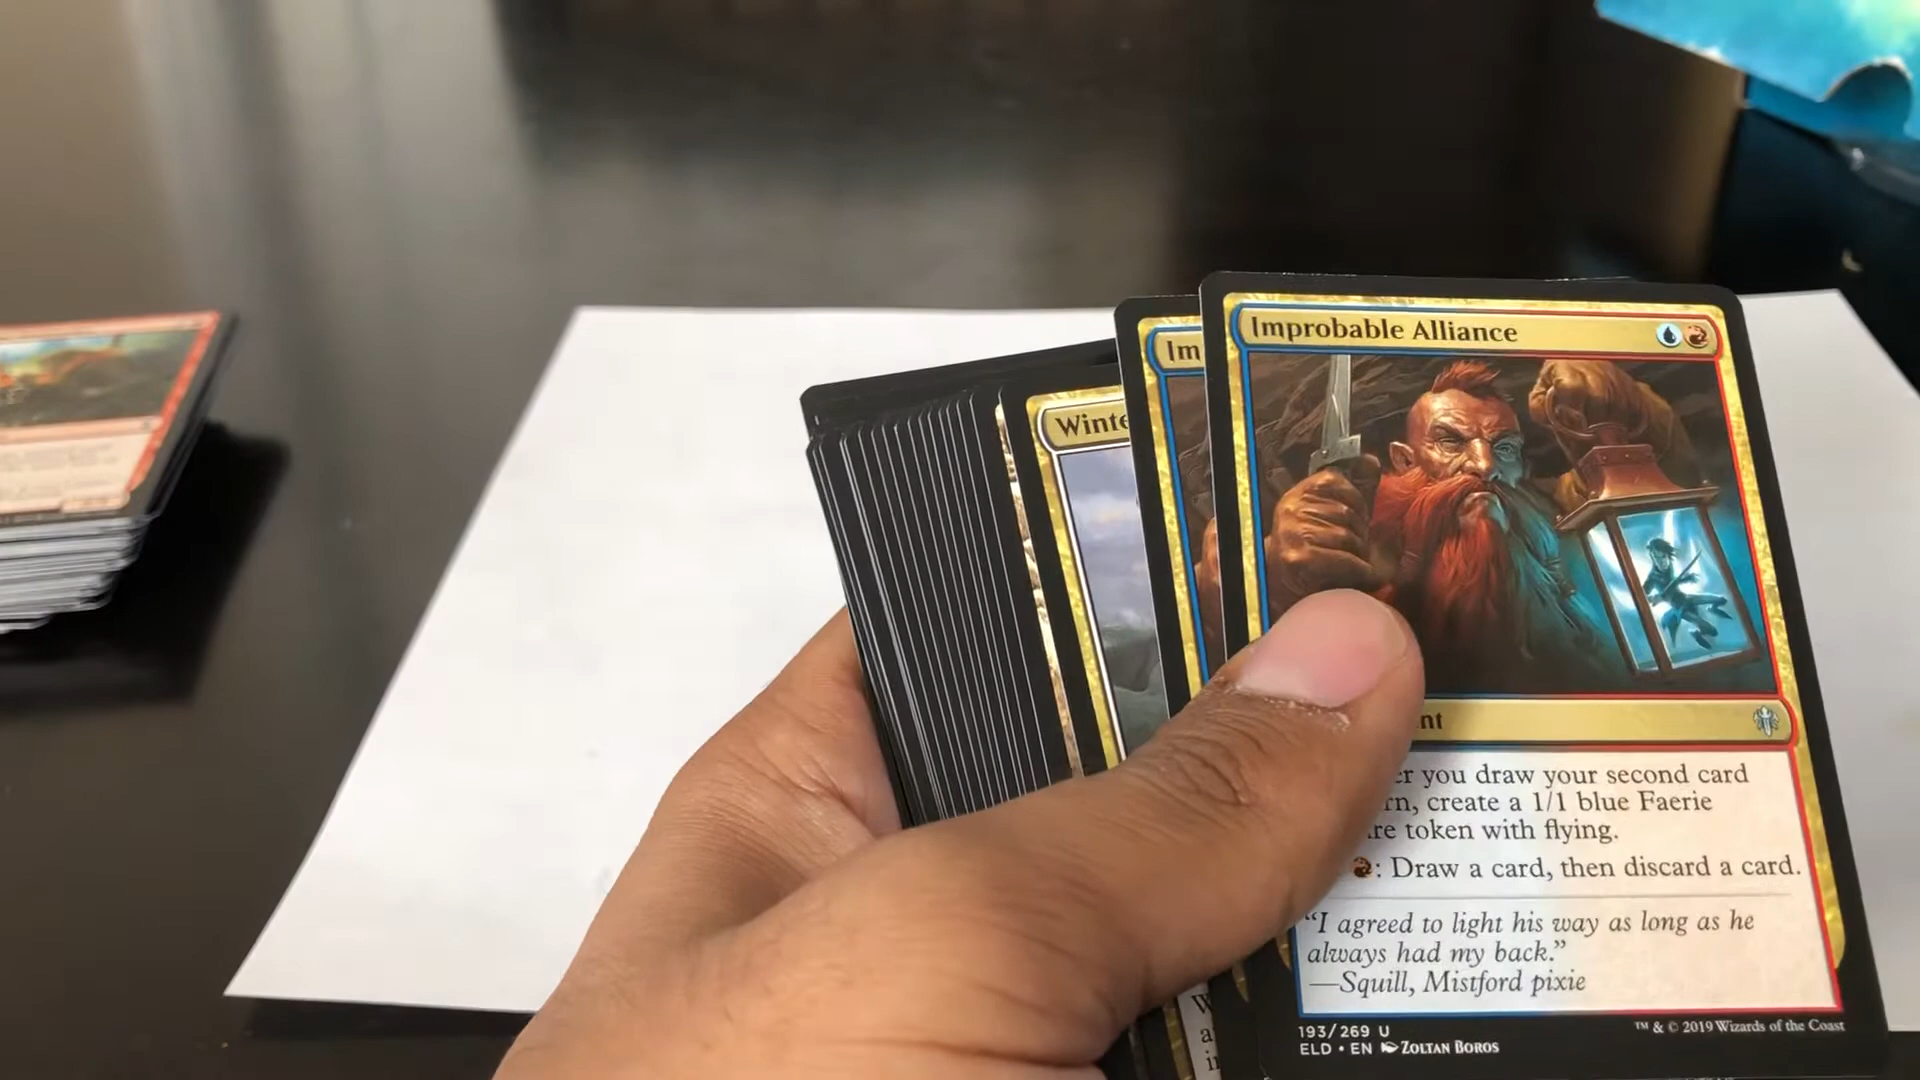 Improbable Alliance
Im
Winte
nt
er you draw your second card
rn, create a 1/1 blue Faerie
re token with flying.
: Draw a card, then discard a card.
“I agreed to light his way as long as he
always had my back.”
—Squill, Mistford pixie
193/269 U
ELD • EN ZOLTAN BOROS
™ & © 2019 Wizards of the Coast
W
a
i